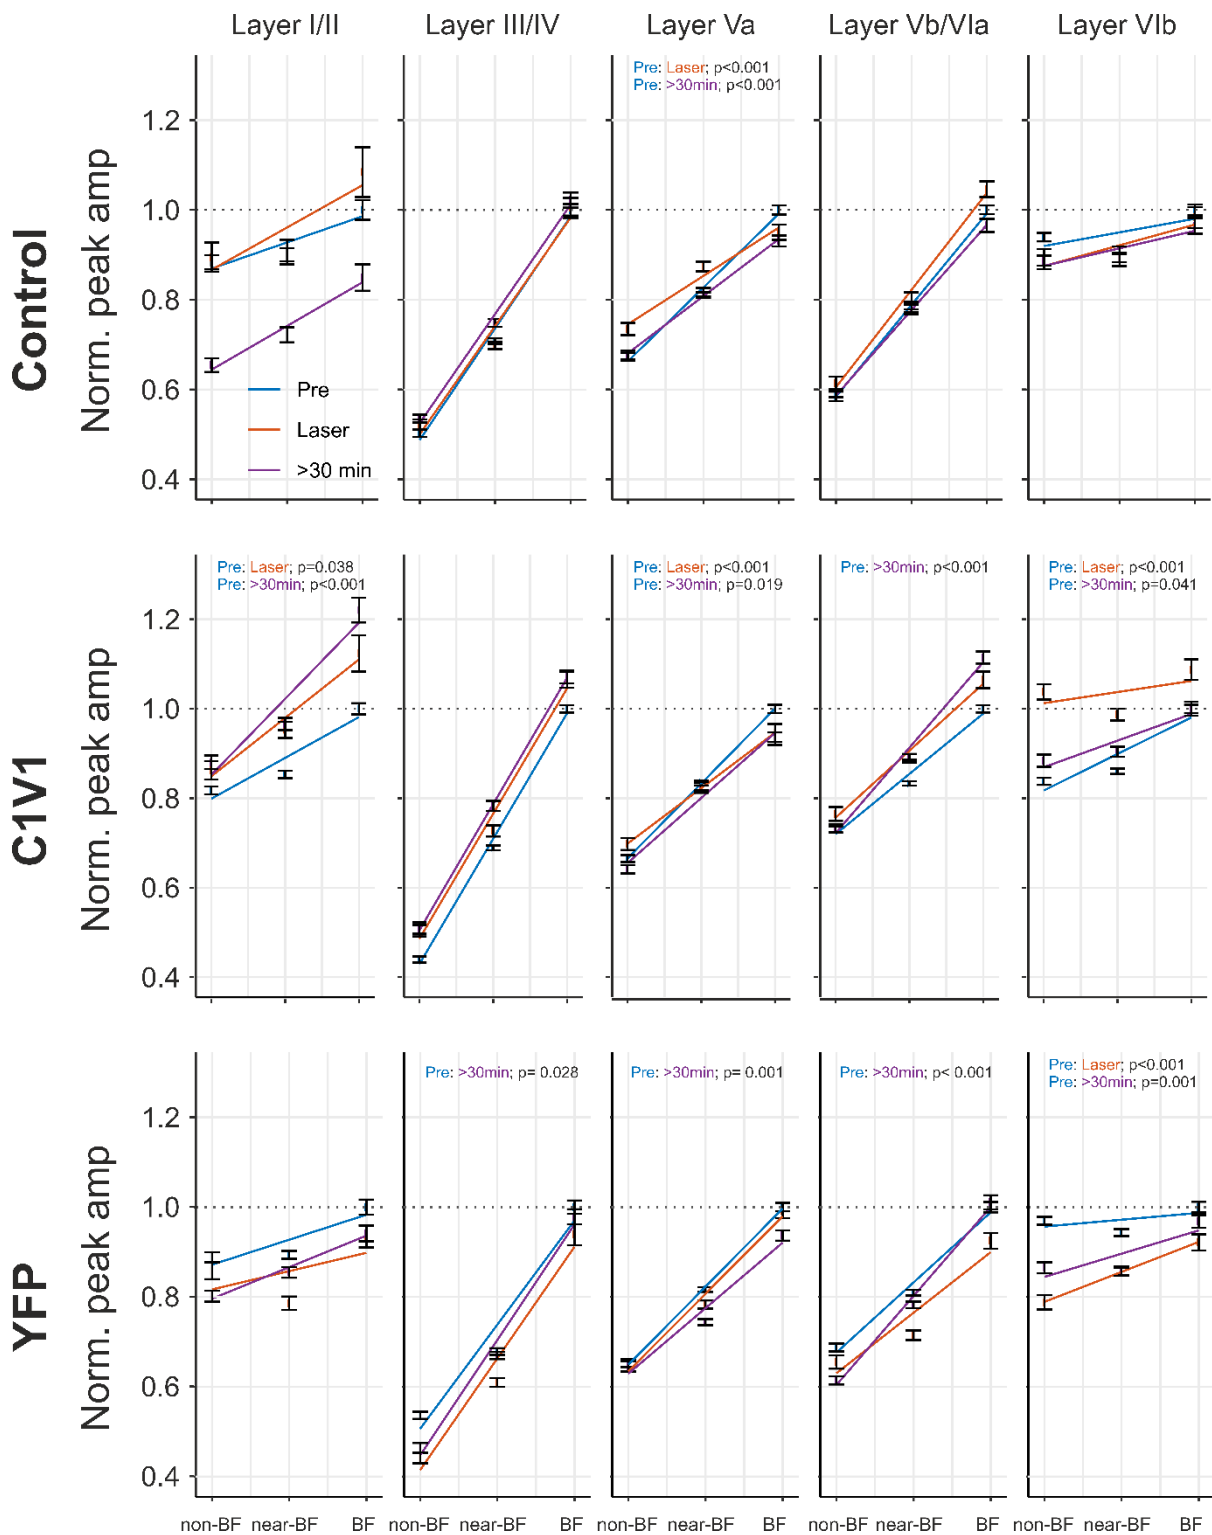 Layer I/II
Layer III/IV
Layer Va
Layer Vb/VIa
Layer VIb
Control
Norm. peak amp
1.2
1.0
0.8
0.6
0.4
Pre
Laser
>30 min
Pre: Laser; p<0.001
Pre: >30min; p<0.001
C1V1
Norm. peak amp
1.2
1.0
0.8
0.6
0.4
Pre: Laser; p=0.038
Pre: >30min; p<0.001
Pre: Laser; p<0.001
Pre: >30min; p=0.019
Pre: >30min; p<0.001
Pre: Laser; p<0.001
Pre: >30min; p=0.041
YFP
Norm. peak amp
1.2
1.0
0.8
0.6
0.4
Pre: >30min; p= 0.028
Pre: >30min; p= 0.001
Pre: >30min; p< 0.001
Pre: Laser; p<0.001
Pre: >30min; p=0.001
non-BF near-BF BF
non-BF near-BF BF
non-BF near-BF BF
non-BF near-BF BF
non-BF near-BF BF